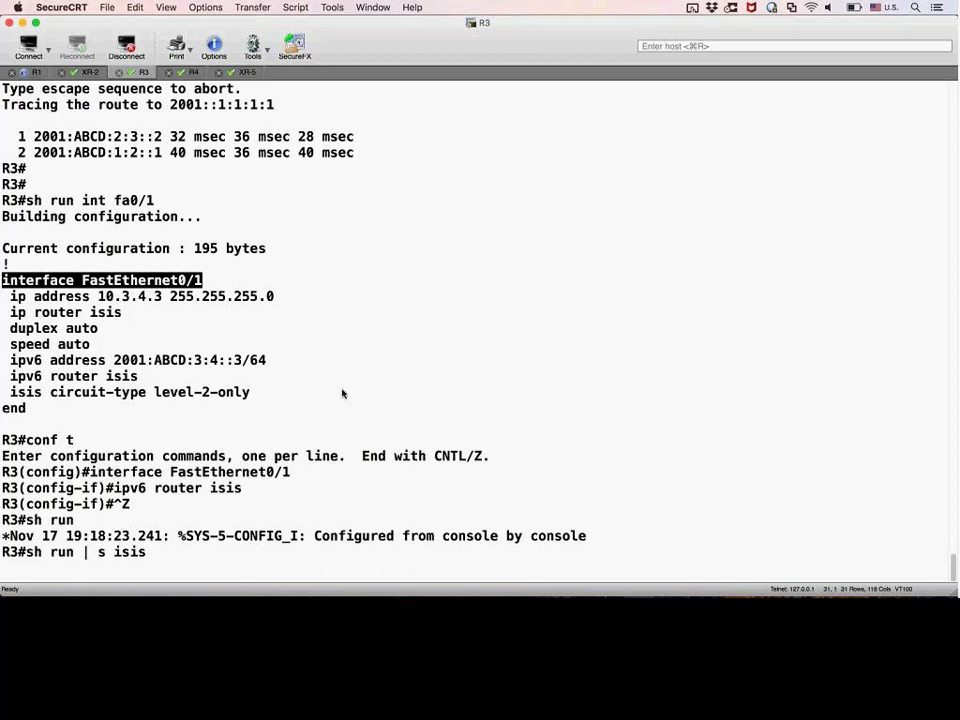 SecureCRT File Edit View Options Transfer Script Tools Window Help U.S.
R3
Connect Reconnect Disconnect Print Options Tools SecureFX
Enter host <⌘R>
R1 XR-2 R3 R4 XR-5
Type escape sequence to abort.
Tracing the route to 2001::1:1:1:1
1 2001:ABCD:2:3::2 32 msec 36 msec 28 msec
2 2001:ABCD:1:2::1 40 msec 36 msec 40 msec
R3#
R3#
R3#sh run int fa0/1
Building configuration...
Current configuration : 195 bytes
!
interface FastEthernet0/1
ip address 10.3.4.3 255.255.255.0
ip router isis
duplex auto
speed auto
ipv6 address 2001:ABCD:3:4::3/64
ipv6 router isis
isis circuit-type level-2-only
end
R3#conf t
Enter configuration commands, one per line.  End with CNTL/Z.
R3(config)#interface FastEthernet0/1
R3(config-if)#ipv6 router isis
R3(config-if)#^Z
R3#sh run
*Nov 17 19:18:23.241: %SYS-5-CONFIG_I: Configured from console by console
R3#sh run | s isis
Ready Telnet: 127.0.0.1 31, 1 31 Rows, 118 Cols VT100